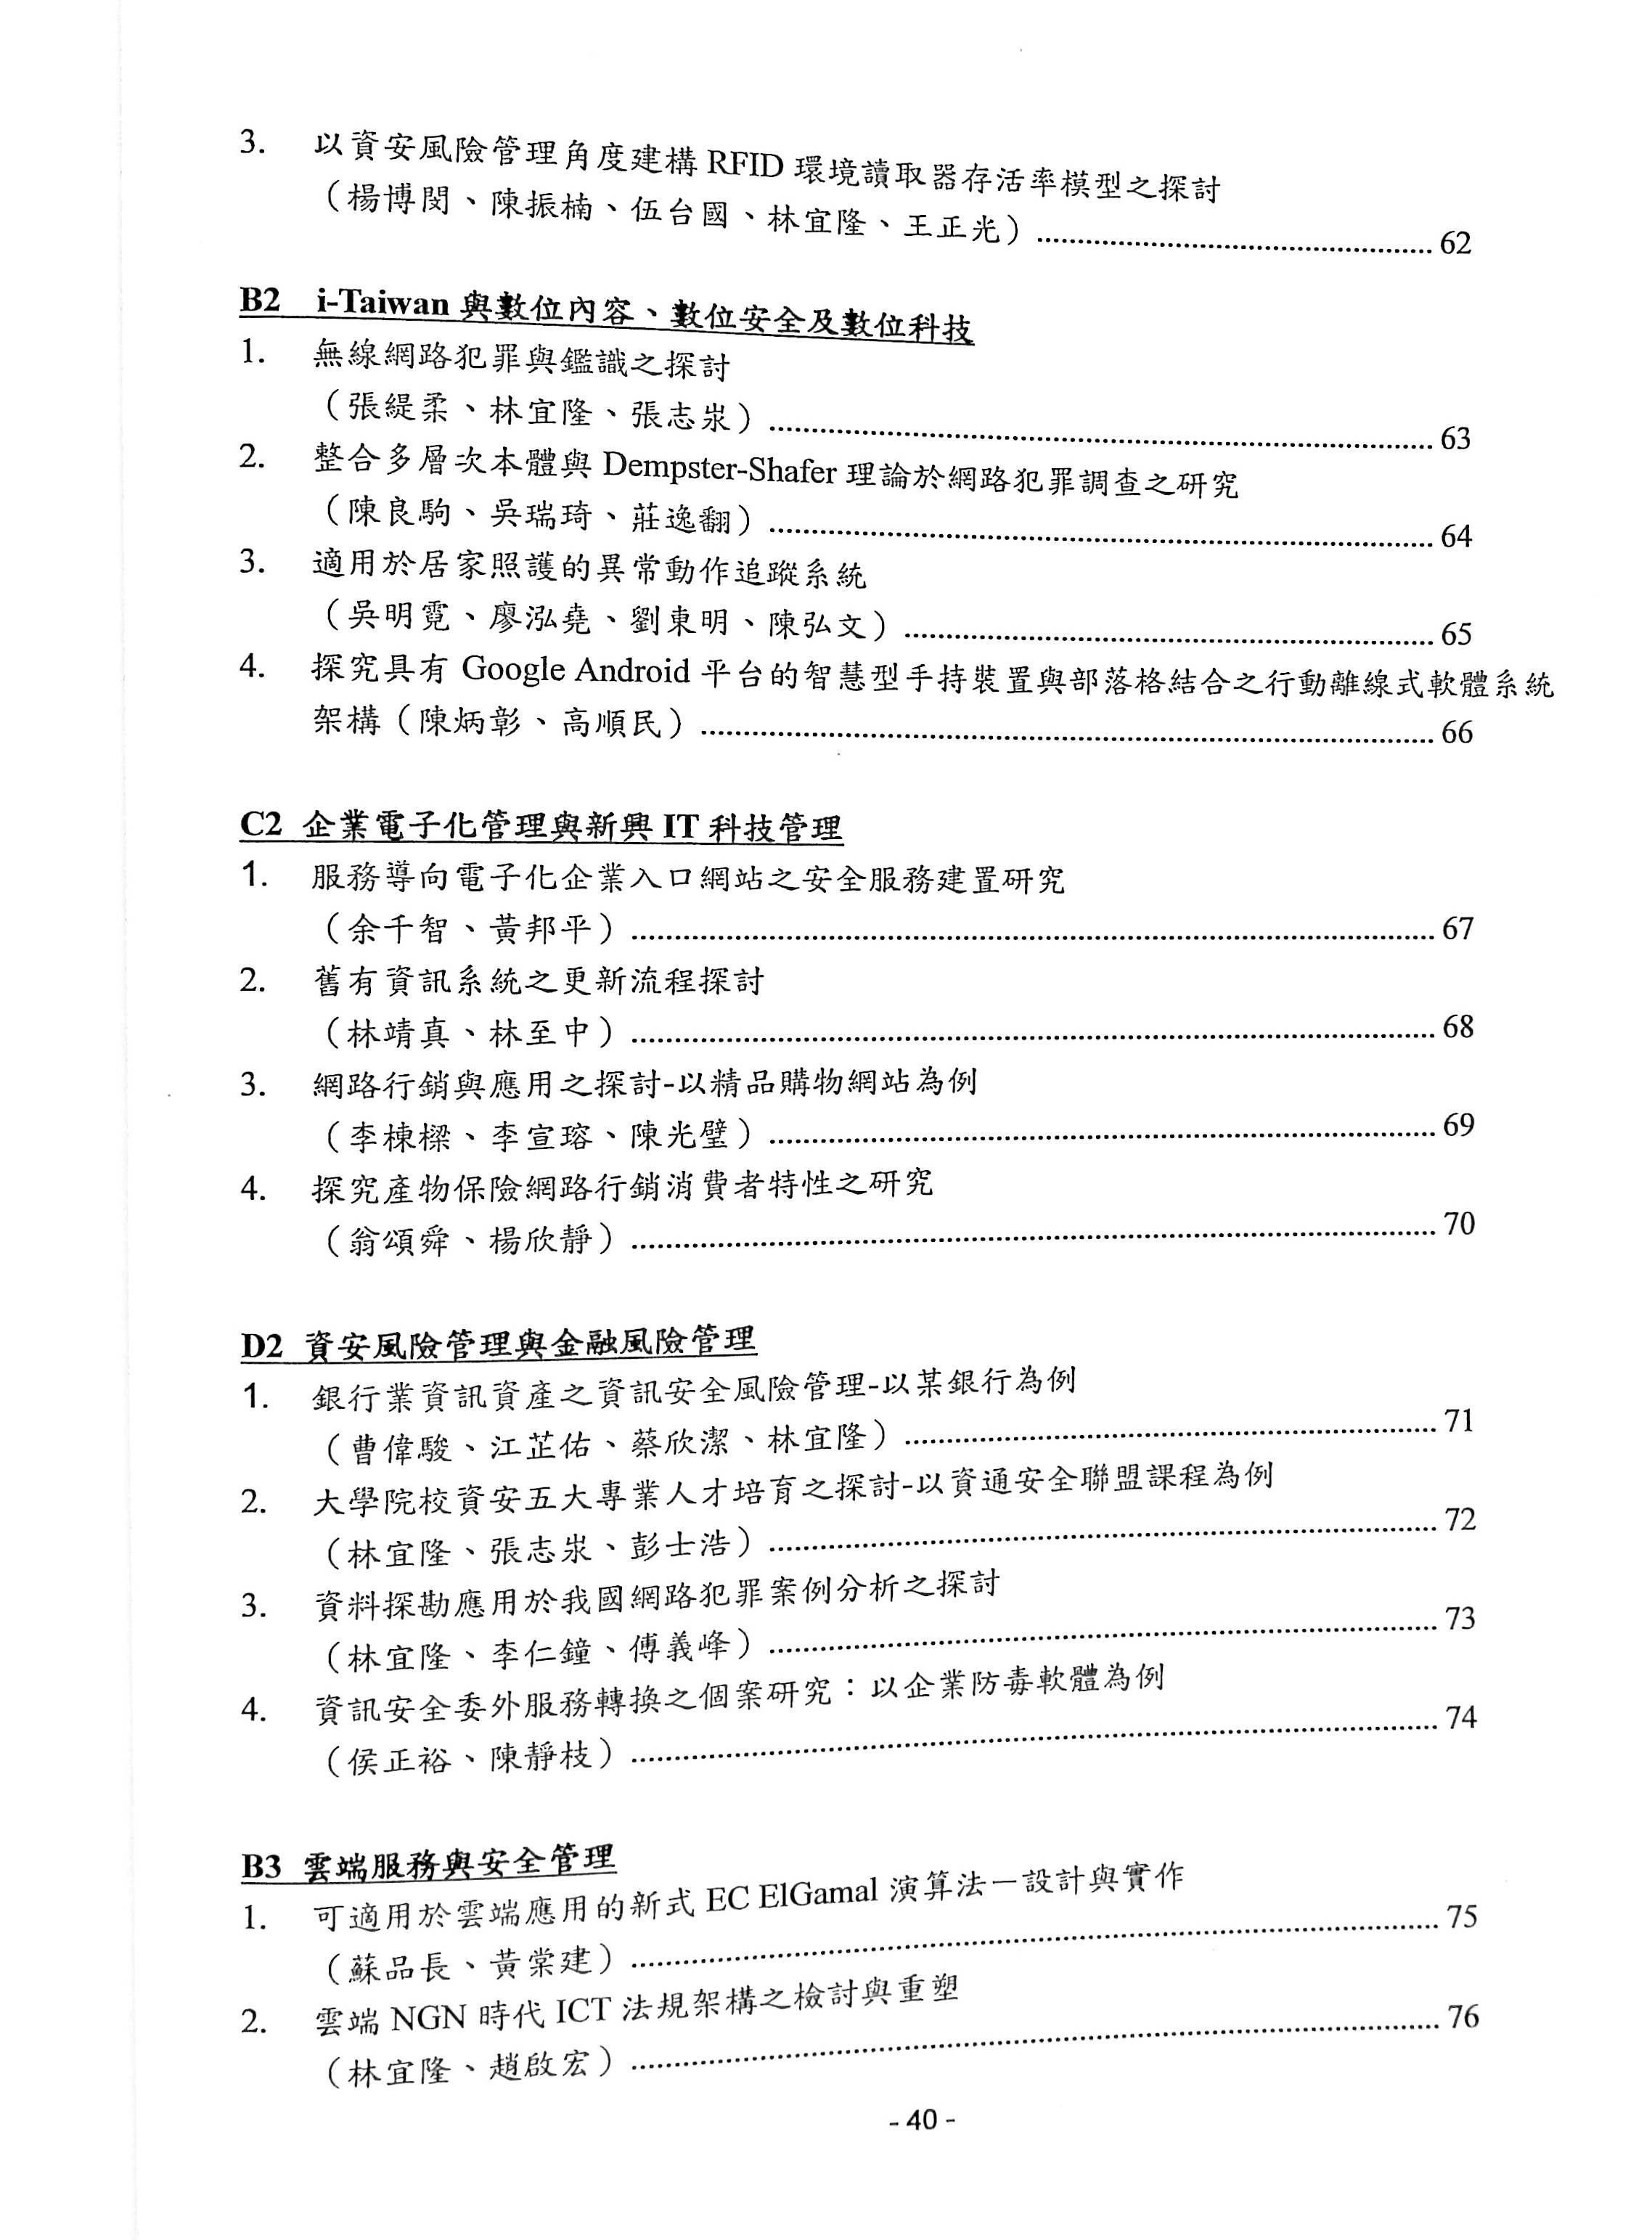 3. 以資安風險管理角度建構 RFID 環境讀取器存活率模型之探討
（楊博閔、陳振楠、伍台國、林宜隆、王正光）........................................ 62
B2 i-Taiwan 與數位內容、數位安全及數位科技
1. 無線網路犯罪與鑑識之探討
（張緹柔、林宜隆、張志汖）........................................ 63
2. 整合多層次本體與 Dempster-Shafer 理論於網路犯罪調查之研究
（陳良駒、吳瑞琦、莊逸翻）........................................ 64
3. 適用於居家照護的異常動作追蹤系統
（吳明霓、廖泓堯、劉東明、陳弘文）........................................ 65
4. 探究具有 Google Android 平台的智慧型手持裝置與部落格結合之行動離線式軟體系統
架構（陳炳彰、高順民）........................................ 66
C2 企業電子化管理與新興 IT 科技管理
1. 服務導向電子化企業入口網站之安全服務建置研究
（余千智、黃邦平）........................................ 67
2. 舊有資訊系統之更新流程探討
（林靖真、林至中）........................................ 68
3. 網路行銷與應用之探討-以精品購物網站為例
（李棟樑、李宣瑢、陳光璧）........................................ 69
4. 探究產物保險網路行銷消費者特性之研究
（翁頌舜、楊欣靜）........................................ 70
D2 資安風險管理與金融風險管理
1. 銀行業資訊資產之資訊安全風險管理-以某銀行為例
（曹偉駿、江芷佑、蔡欣潔、林宜隆）........................................ 71
2. 大學院校資安五大專業人才培育之探討-以資通安全聯盟課程為例
（林宜隆、張志汖、彭士浩）........................................ 72
3. 資料探勘應用於我國網路犯罪案例分析之探討
（林宜隆、李仁鐘、傅義峰）........................................ 73
4. 資訊安全委外服務轉換之個案研究：以企業防毒軟體為例
（侯正裕、陳靜枝）........................................ 74
B3 雲端服務與安全管理
1. 可適用於雲端應用的新式 EC ElGamal 演算法－設計與實作
（蘇品長、黃棠建）........................................ 75
2. 雲端 NGN 時代 ICT 法規架構之檢討與重塑
（林宜隆、趙啟宏）........................................ 76
- 40 -